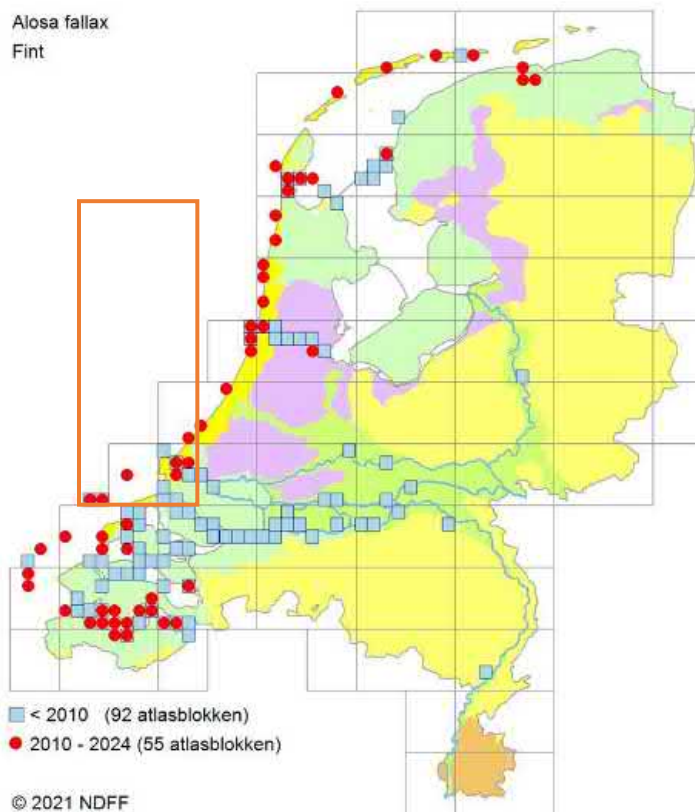 Alosa fallax
Fint
< 2010 (92 atlasblokken)
2010 - 2024 (55 atlasblokken)
© 2021 NDFF